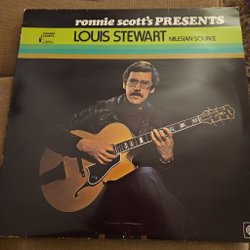 ronnie scott's PRESENTS
LOUIS STEWART MILESIAN SOURCE